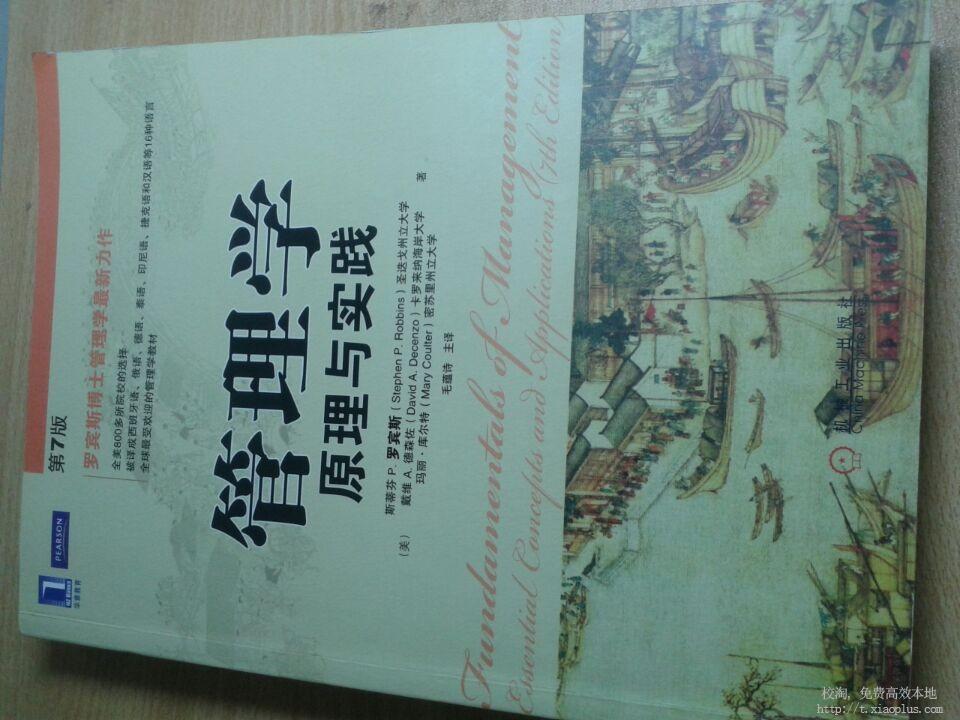 第7版
PEARSON
HZ Books
华章教育
罗宾斯博士管理学最新力作
全美800多所院校的选择
被译成西班牙语、俄语、德语、泰语、印尼语、捷克语和汉语等16种语言
全球最受欢迎的管理学教材
管理学
原理与实践
斯蒂芬 P. 罗宾斯 ( Stephen P. Robbins ) 圣迭戈州立大学
(美) 戴维 A. 德森佐 ( David A. Decenzo ) 卡罗来纳海岸大学 著
玛丽·库尔特 ( Mary Coulter ) 密苏里州立大学
毛蕴诗 主译
Fundamentals of Management
Essential Concepts and Applications (7th Edition)
机械工业出版社
China Machine Press
校淘,免费高效本地
http://t.xiaoplus.com